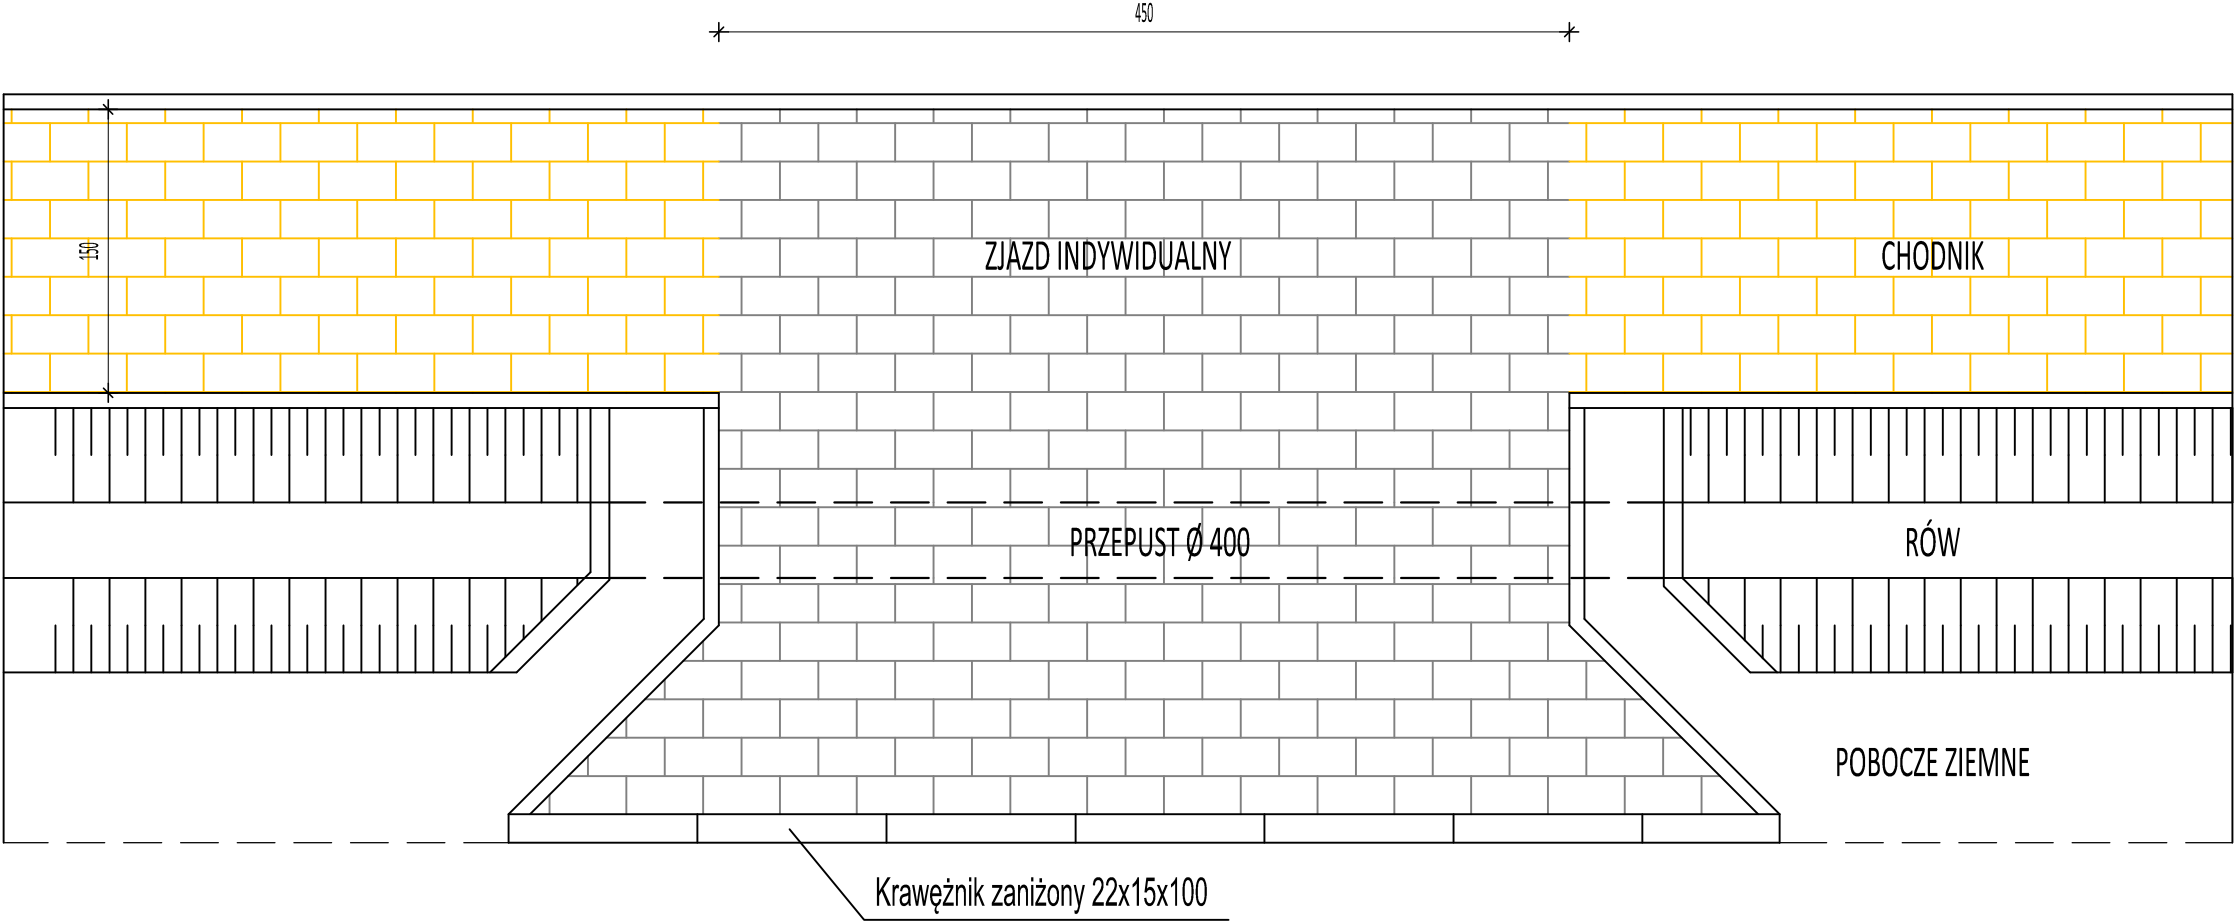 450
150
ZJAZD INDYWIDUALNY
CHODNIK
PRZEPUST Ø 400
RÓW
POBOCZE ZIEMNE
Krawężnik zaniżony 22x15x100